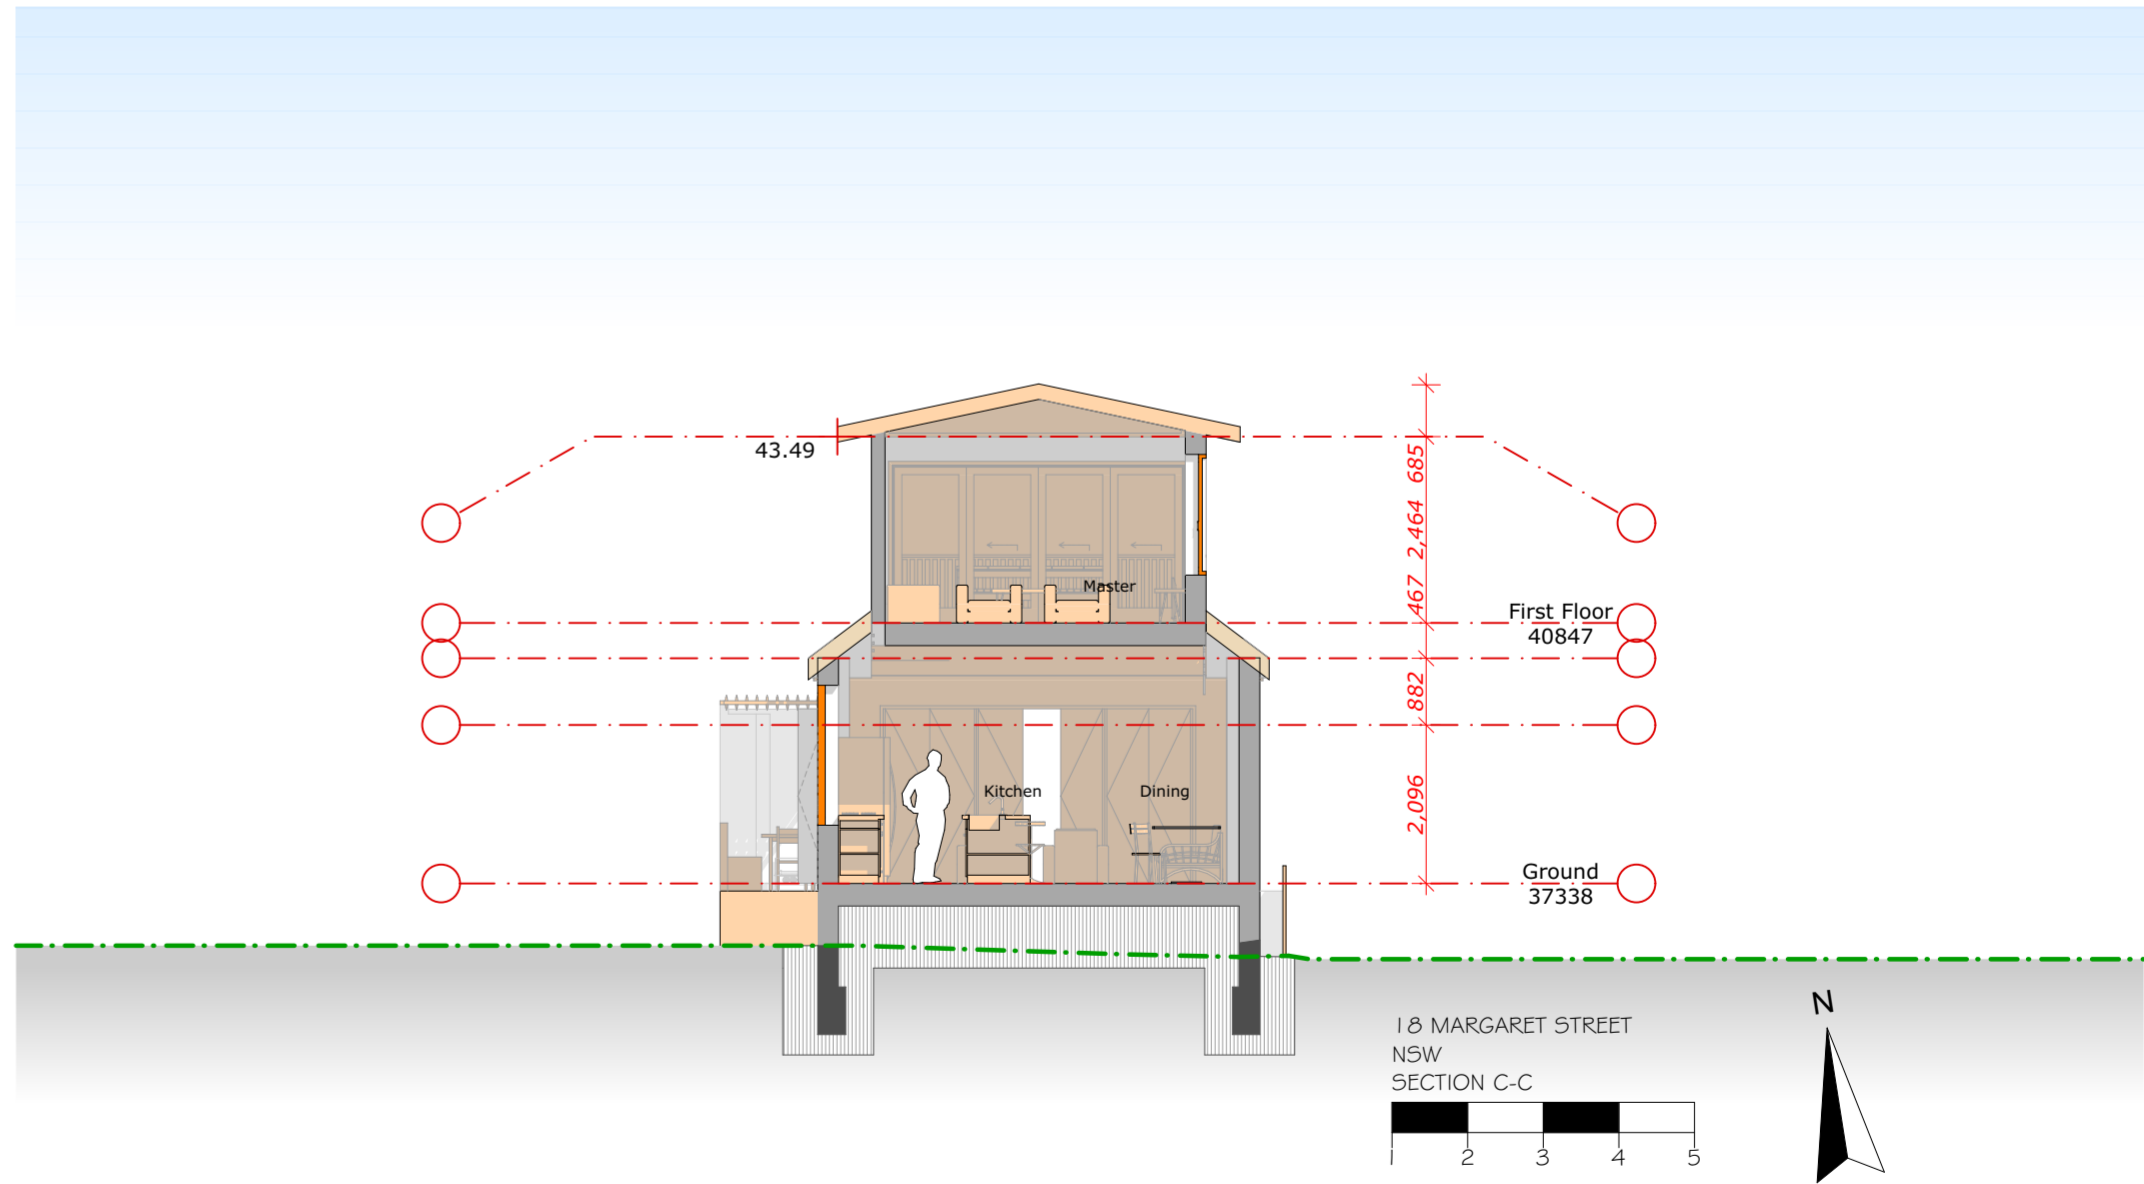 43.49
685
2,464
467
882
2,096
Master
First Floor
40847
Kitchen
Dining
Ground
37338
18 MARGARET STREET
NSW
SECTION C-C
1 2 3 4 5
N